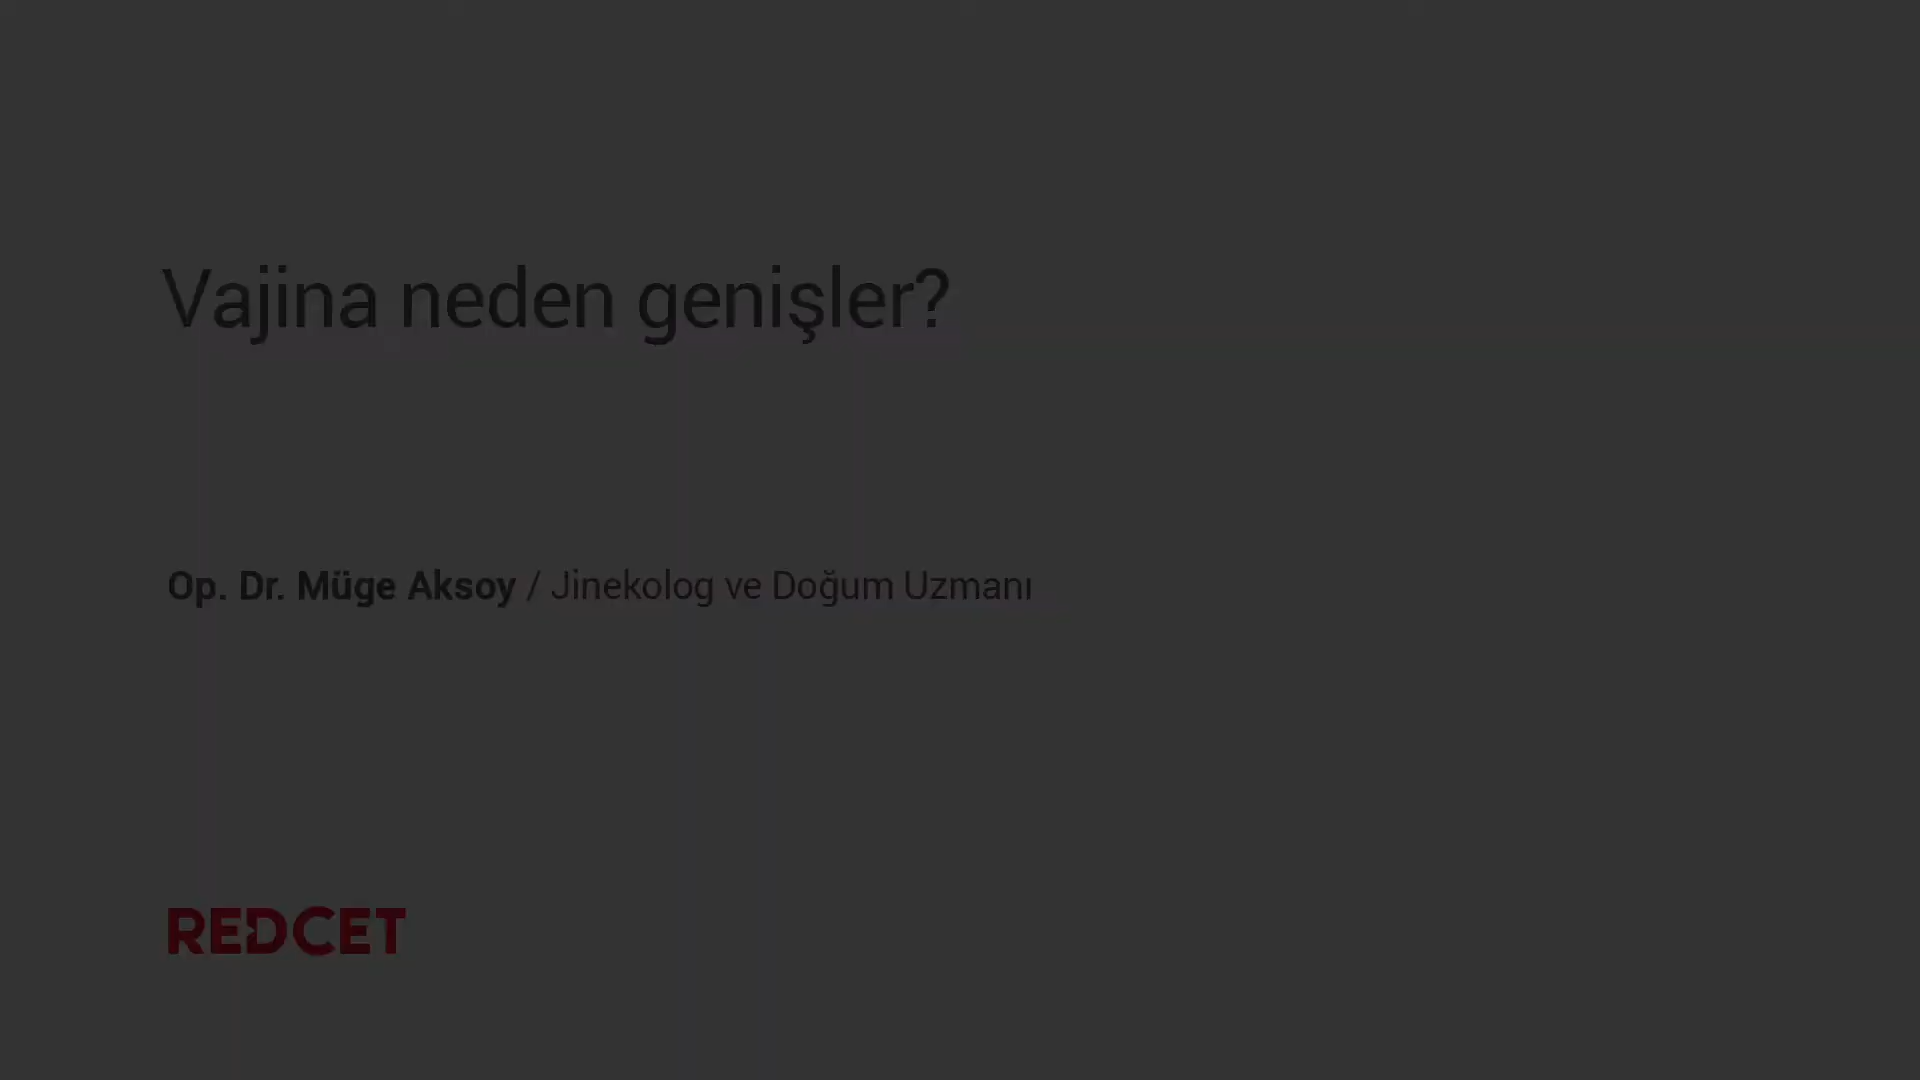 Vajina neden genişler?
Op. Dr. Müge Aksoy / Jinekolog ve Doğum Uzmanı
REDCET